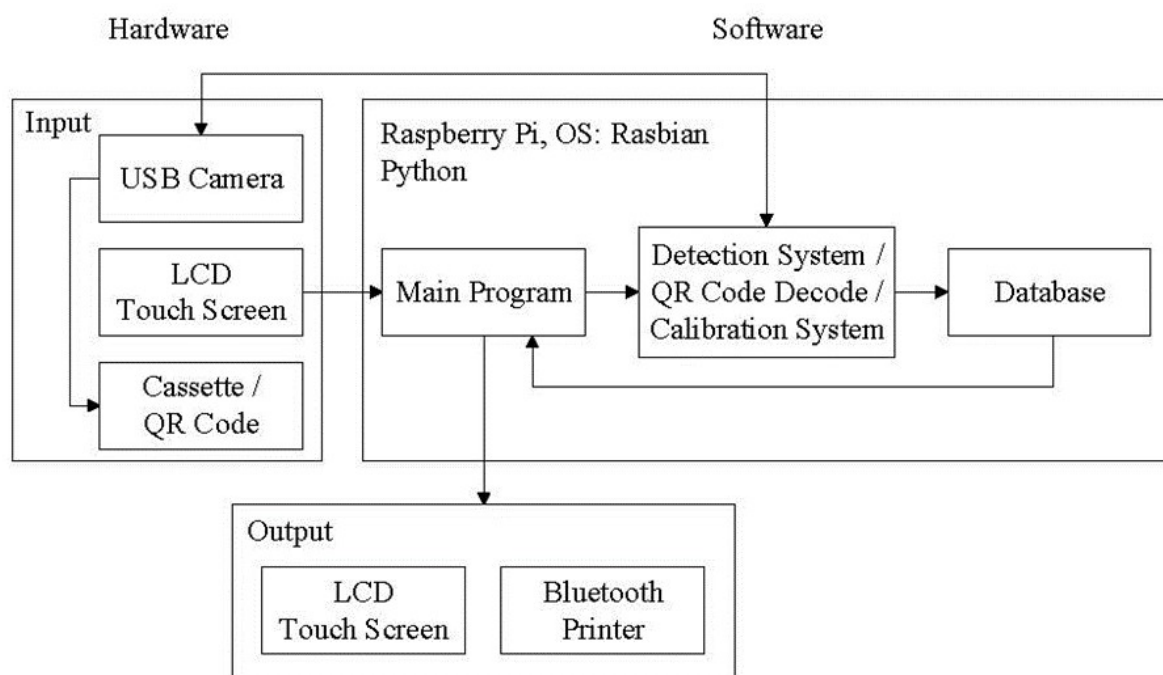 Hardware
Software
Input
USB Camera
LCD
Touch Screen
Cassette /
QR Code
Raspberry Pi, OS: Rasbian
Python
Main Program
Detection System /
QR Code Decode /
Calibration System
Database
Output
LCD
Touch Screen
Bluetooth
Printer